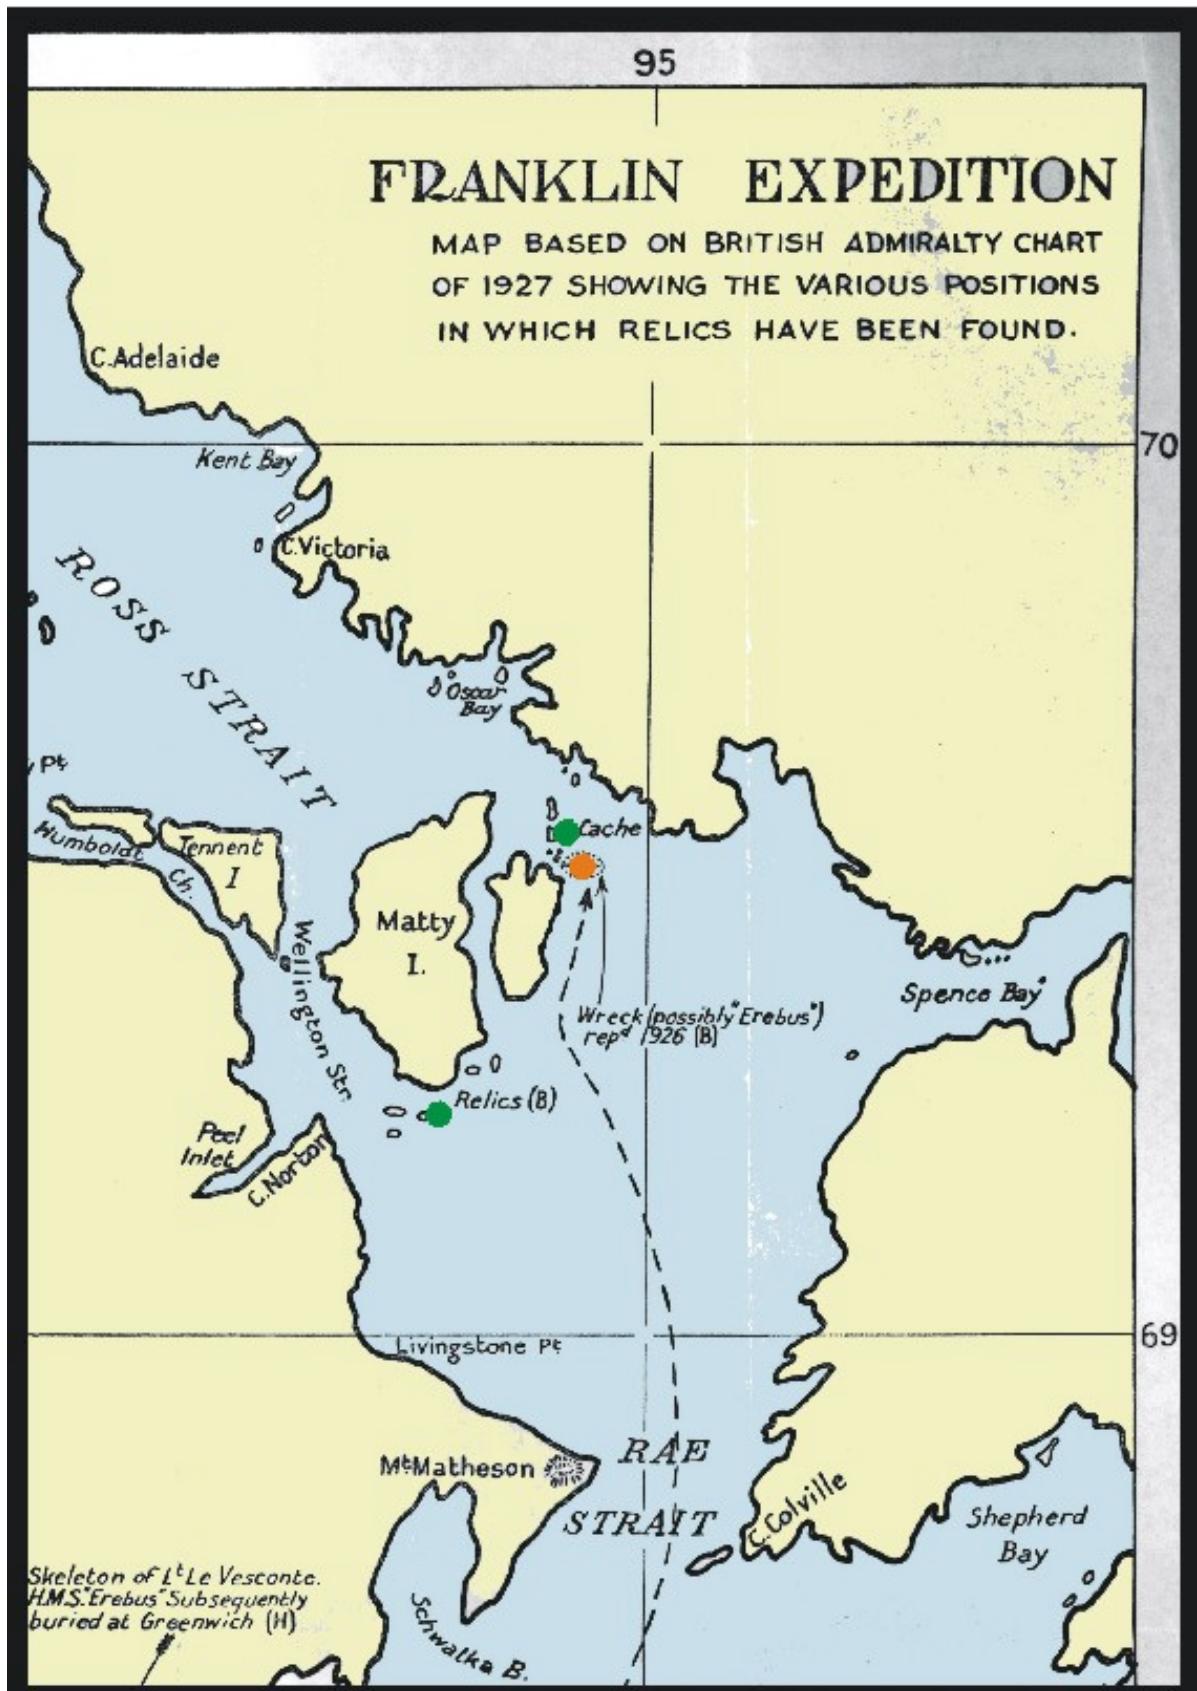 95
FRANKLIN EXPEDITION
MAP BASED ON BRITISH ADMIRALTY CHART
OF 1927 SHOWING THE VARIOUS POSITIONS
IN WHICH RELICS HAVE BEEN FOUND.
C.Adelaide
70
Kent Bay
C.Victoria
ROSS STRAIT
Oscar
Bay
Pt
Humboldt
Ch.
Tennent
I
Cache
Matty
I.
Wellington Str.
Spence Bay
Wreck (possibly "Erebus")
repd 1926 (B)
Relics (B)
Peel
Inlet
C.Norton
69
Livingstone Pt
RAE
STRAIT
Mt Matheson
C.Colville
Shepherd
Bay
Skeleton of Lt Le Vesconte.
H.M.S. "Erebus" Subsequently
buried at Greenwich (H)
Schwatka B.